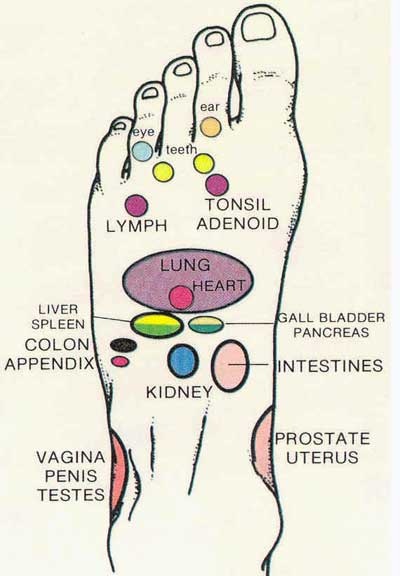 ear
eye
teeth
TONSIL
ADENOID
LYMPH
LUNG
HEART
LIVER
SPLEEN
GALL BLADDER
PANCREAS
COLON
APPENDIX
INTESTINES
KIDNEY
PROSTATE
UTERUS
VAGINA
PENIS
TESTES